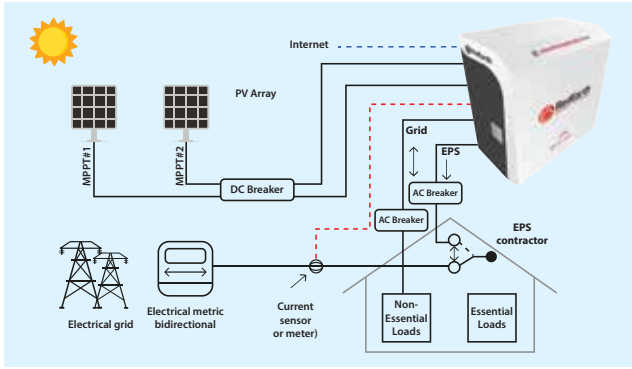 Internet
PV Array
MPPT#1
MPPT#2
DC Breaker
Grid
EPS
AC Breaker
AC Breaker
EPS
contractor
Electrical grid
Electrical metric
bidirectional
Current
sensor
or meter)
Non-
Essential
Loads
Essential
Loads